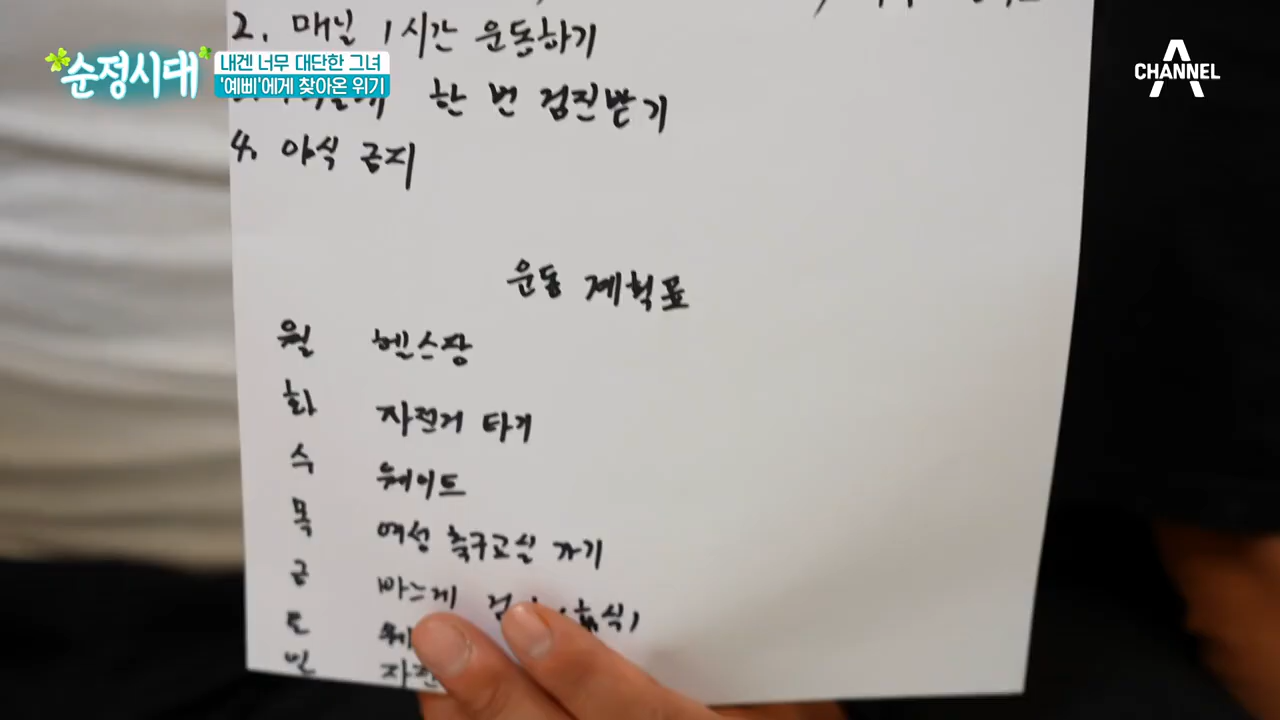 순정시대
내겐 너무 대단한 그녀
'예삐'에게 찾아온 위기
CHANNEL A
2. 매일 1시간 운동하기
한 번 검진받기
4. 야식 금지
운동 계획표
월 헬스장
화 자전거 타기
수 웨이트
목 여성 축구교실 가기
금 빠르게
토
일